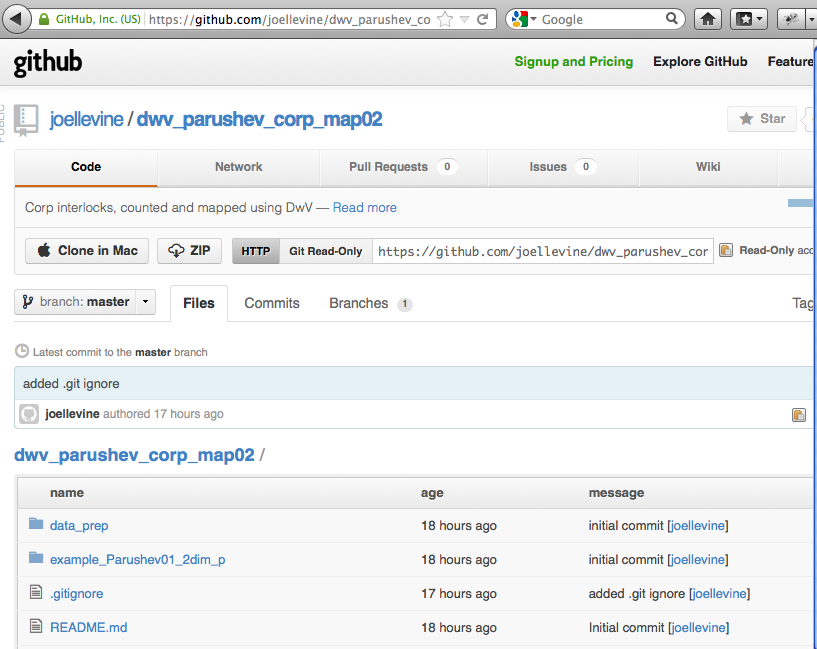 GitHub, Inc. (US) https://github.com/joellevine/dwv_parushev_co Google
github Signup and Pricing Explore GitHub Feature
PUBLIC
joellevine / dwv_parushev_corp_map02 Star
Code Network Pull Requests 0 Issues 0 Wiki
Corp interlocks, counted and mapped using DwV — Read more
Clone in Mac ZIP HTTP Git Read-Only https://github.com/joellevine/dwv_parushev_cor Read-Only acc
branch: master Files Commits Branches 1 Tag
Latest commit to the master branch
added .git ignore
joellevine authored 17 hours ago
dwv_parushev_corp_map02 /
name age message
data_prep 18 hours ago initial commit [joellevine]
example_Parushev01_2dim_p 18 hours ago initial commit [joellevine]
.gitignore 17 hours ago added .git ignore [joellevine]
README.md 18 hours ago Initial commit [joellevine]